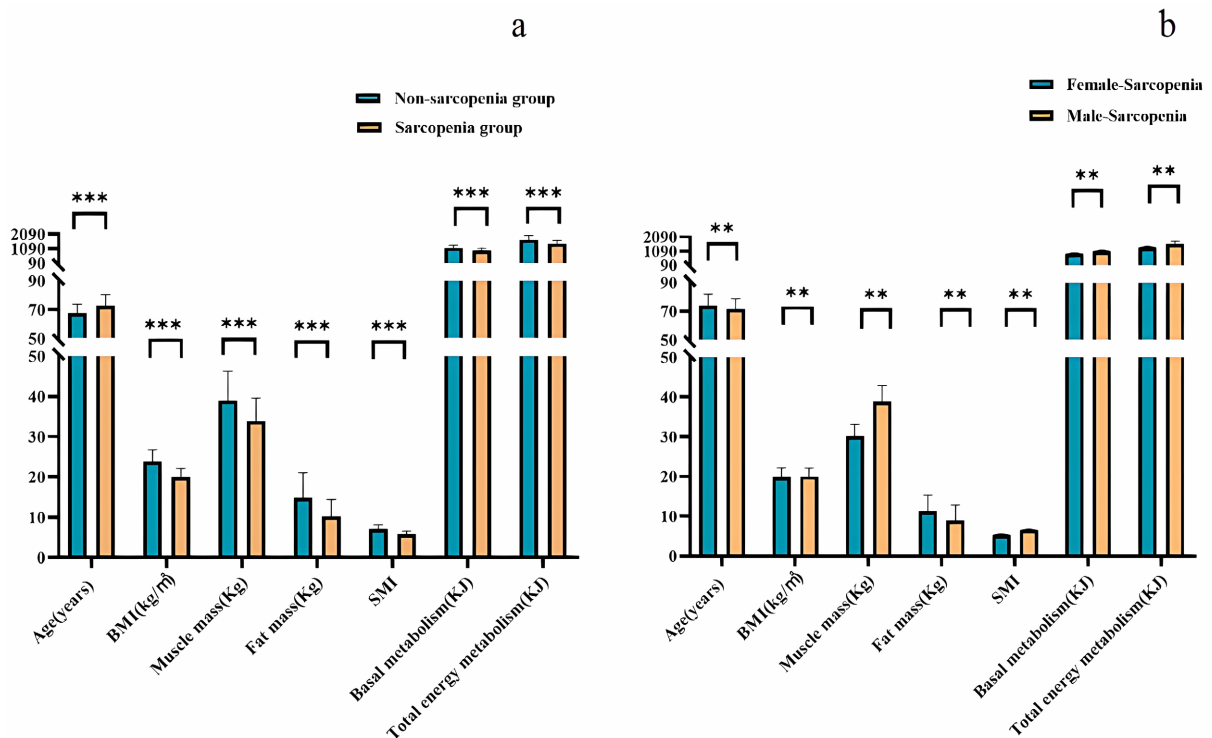 a
Non-sarcopenia group
Sarcopenia group
***
***
***
***
***
***
***
2090
1090
90
90
70
50
50
40
30
20
10
0
Age(years)
BMI(kg/㎡)
Muscle mass(Kg)
Fat mass(Kg)
SMI
Basal metabolism(KJ)
Total energy metabolism(KJ)
b
Female-Sarcopenia
Male-Sarcopenia
**
**
**
**
**
**
**
2090
1090
90
90
70
50
50
40
30
20
10
0
Age(years)
BMI(kg/㎡)
Muscle mass(Kg)
Fat mass(Kg)
SMI
Basal metabolism(KJ)
Total energy metabolism(KJ)